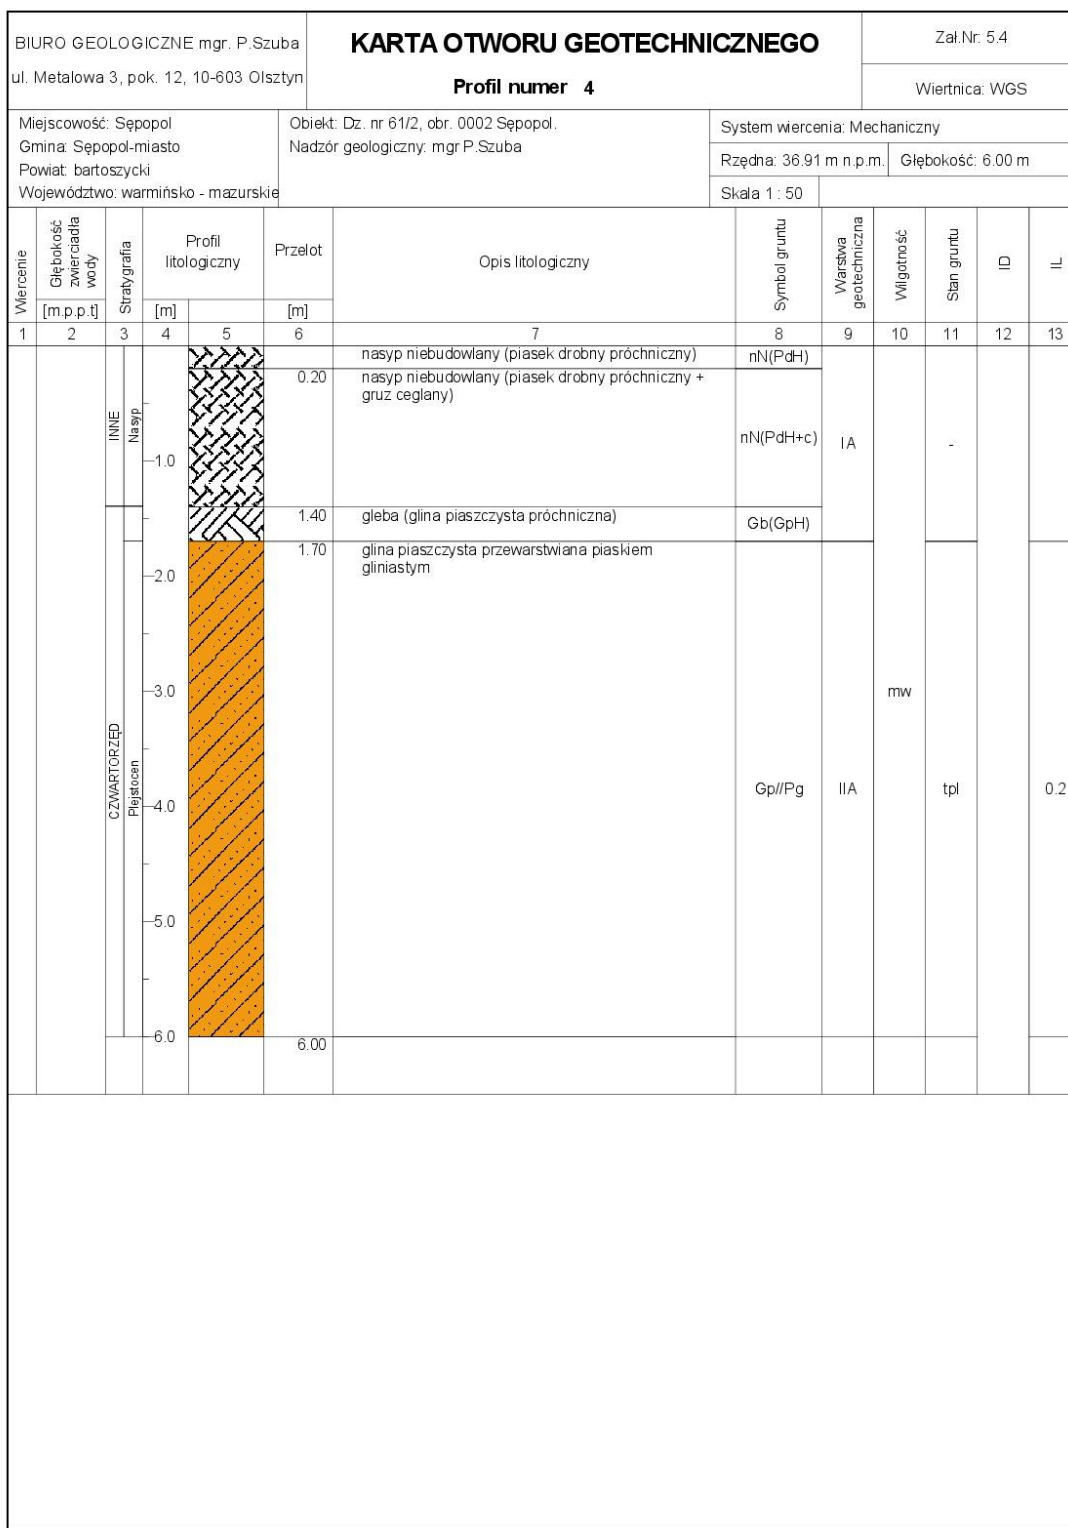 BIURO GEOLOGICZNE mgr. P.Szuba
ul. Metalowa 3, pok. 12, 10-603 Olsztyn
KARTA OTWORU GEOTECHNICZNEGO
Profil numer 4
Zał.Nr: 5.4
Wiertnica: WGS
Miejscowość: Sępopol
Gmina: Sępopol-miasto
Powiat: bartoszycki
Województwo: warmińsko - mazurskie
Obiekt: Dz. nr 61/2, obr. 0002 Sępopol.
Nadzór geologiczny: mgr P.Szuba
System wiercenia: Mechaniczny
Rzędna: 36.91 m n.p.m. Głębokość: 6.00 m
Skala 1 : 50
Wiercenie
Głębokość
zwierciadła
wody
[m.p.p.t]
Stratygrafia
Profil
litologiczny
[m]
Przelot
[m]
Opis litologiczny
Symbol gruntu
Warstwa
geotechniczna
Wilgotność
Stan gruntu
ID
IL
1 2 3 4 5 6 7 8 9 10 11 12 13
nasyp niebudowlany (piasek drobny próchniczny) nN(PdH)
0.20 nasyp niebudowlany (piasek drobny próchniczny +
gruz ceglany)
INNE
Nasyp
1.0
nN(PdH+c) IA -
1.40 gleba (glina piaszczysta próchniczna) Gb(GpH)
1.70 glina piaszczysta przewarstwiana piaskiem
gliniastym
2.0
3.0
mw
CZWARTORZĘD
Plejstocen
4.0
Gp//Pg IIA tpl 0.2
5.0
6.0
6.00